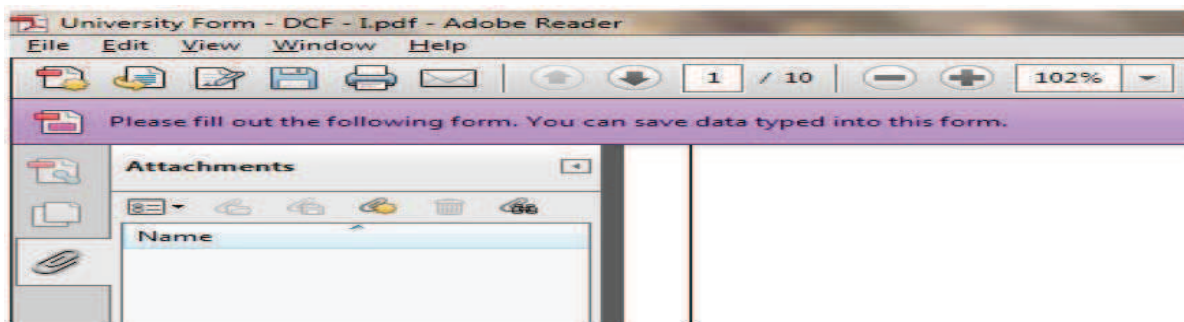 University Form - DCF - I.pdf - Adobe Reader
File Edit View Window Help
1 / 10 102%
Please fill out the following form. You can save data typed into this form.
Attachments
Name